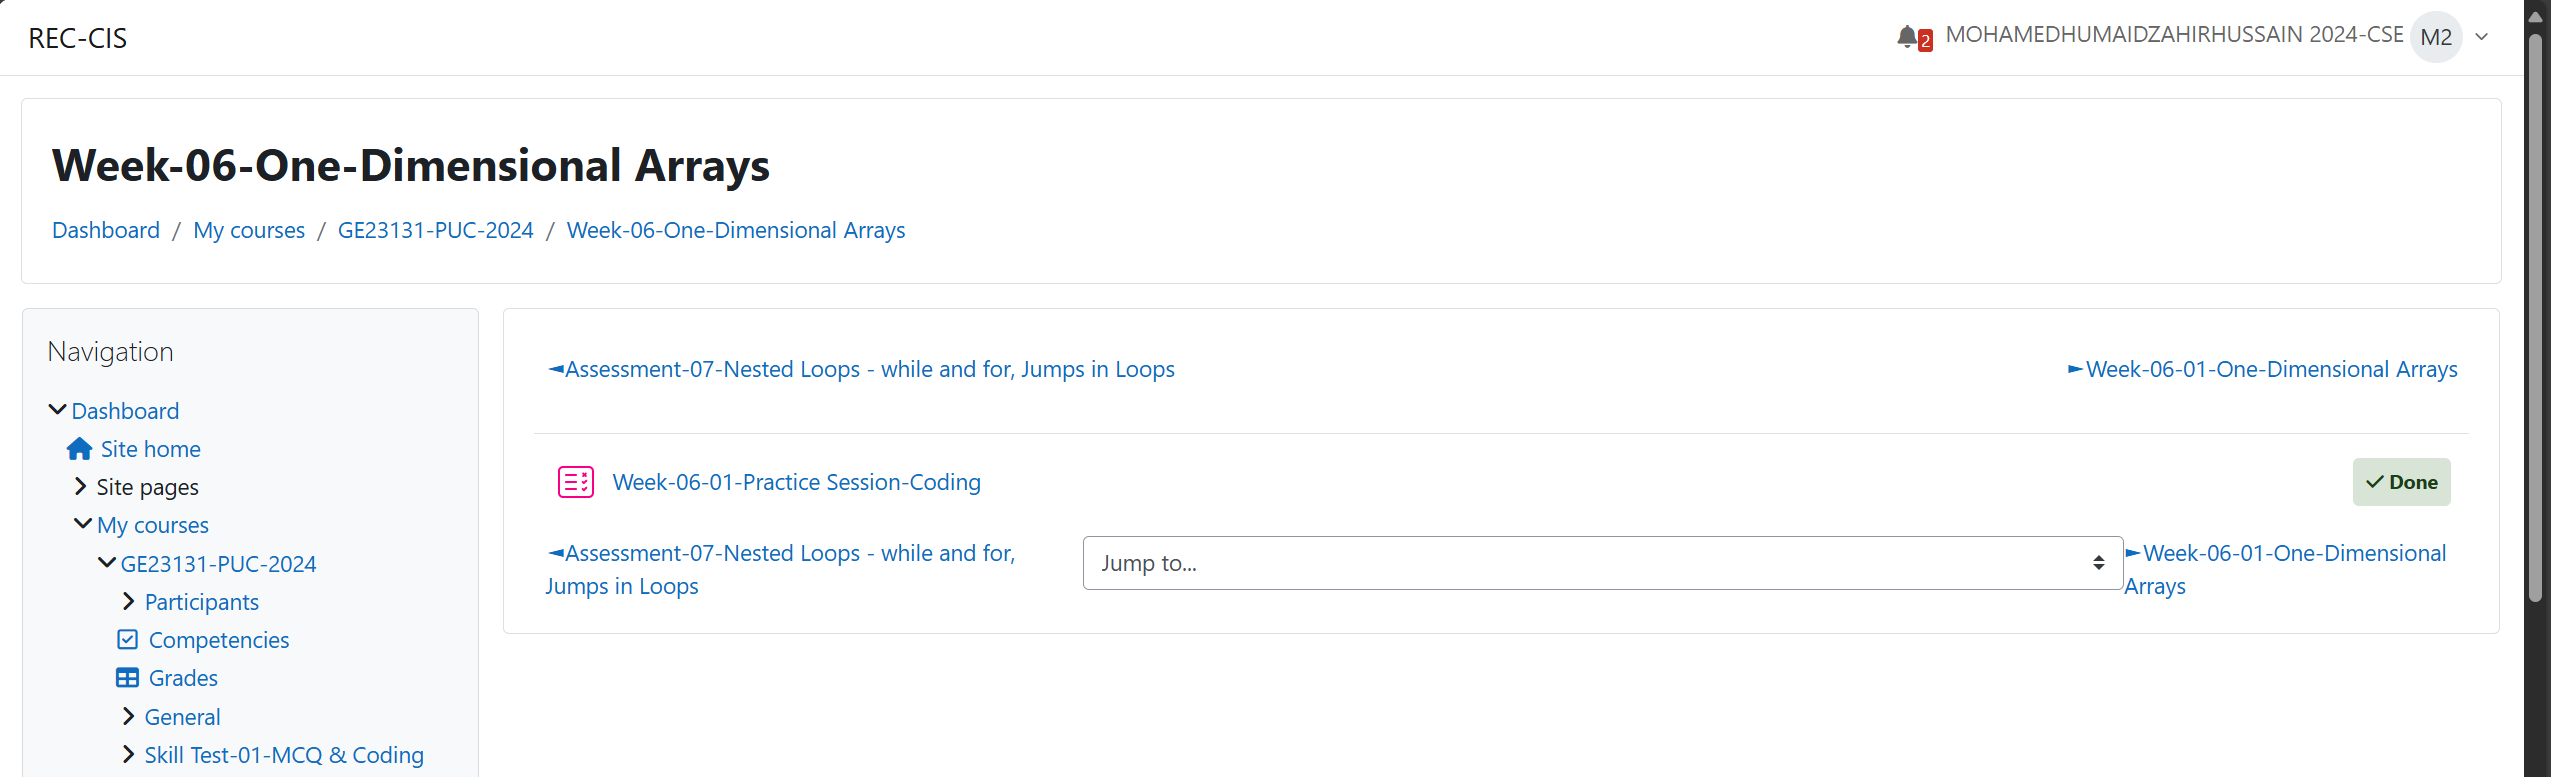 REC-CIS
2 MOHAMEDHUMAIDZAHIRHUSSAIN 2024-CSE M2
Week-06-One-Dimensional Arrays
Dashboard / My courses / GE23131-PUC-2024 / Week-06-One-Dimensional Arrays
Navigation
Dashboard
Site home
Site pages
My courses
GE23131-PUC-2024
Participants
Competencies
Grades
General
Skill Test-01-MCQ & Coding
◄Assessment-07-Nested Loops - while and for, Jumps in Loops
►Week-06-01-One-Dimensional Arrays
Week-06-01-Practice Session-Coding
Done
◄Assessment-07-Nested Loops - while and for,
Jumps in Loops
Jump to...
►Week-06-01-One-Dimensional
Arrays